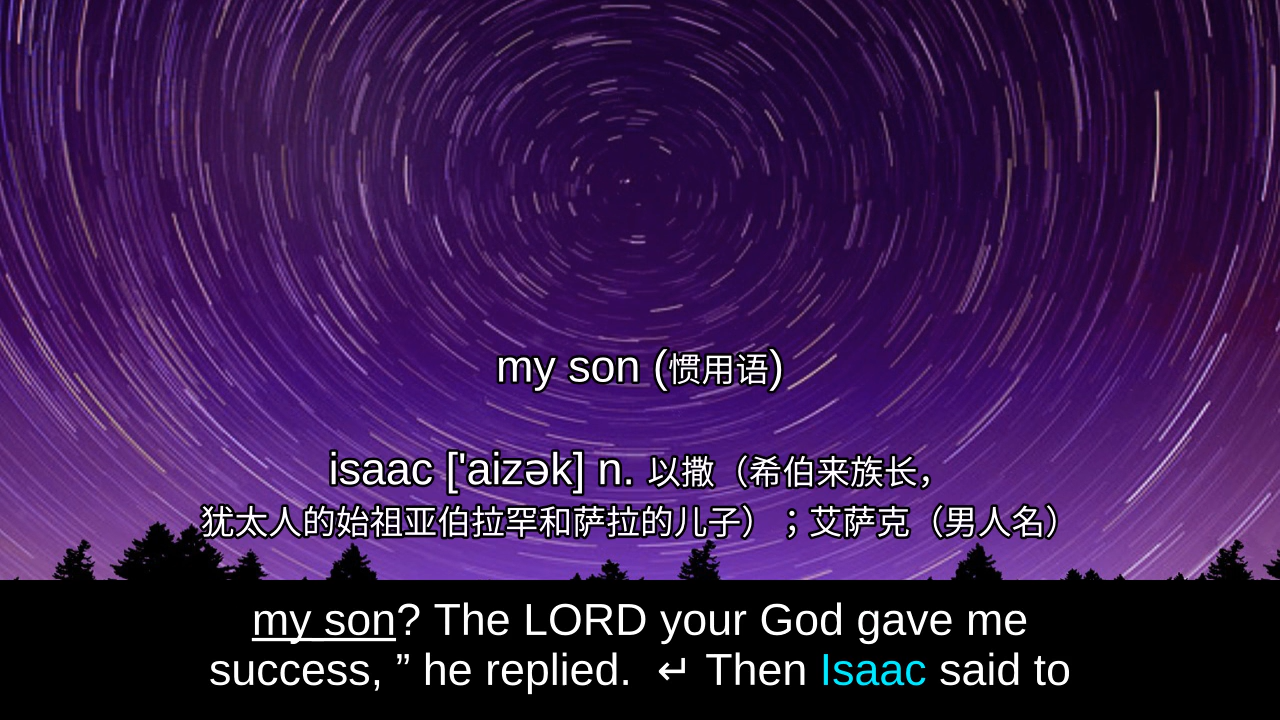 my son (惯用语)
isaac ['aizək] n. 以撒（希伯来族长，
犹太人的始祖亚伯拉罕和萨拉的儿子）；艾萨克（男人名）
my son? The LORD your God gave me
success, ” he replied. ↵ Then Isaac said to